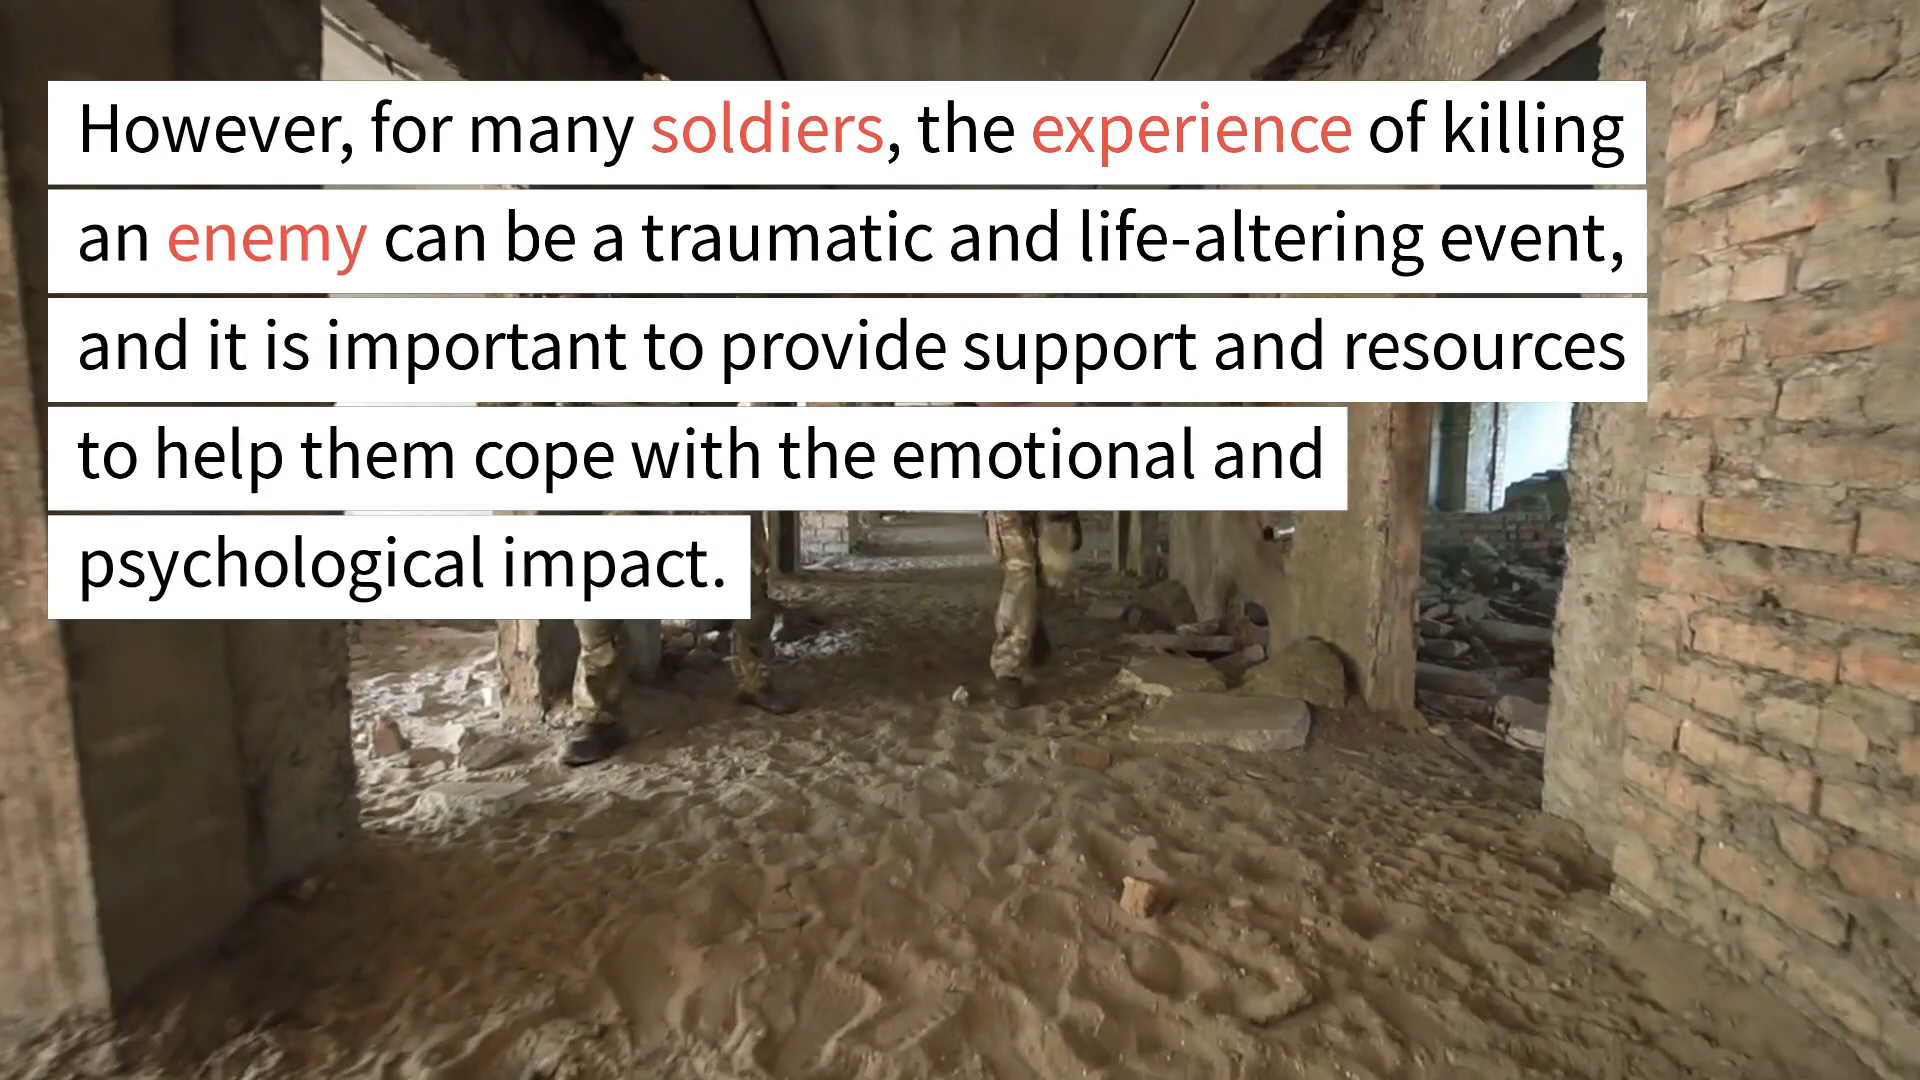 However, for many soldiers, the experience of killing
an enemy can be a traumatic and life-altering event,
and it is important to provide support and resources
to help them cope with the emotional and
psychological impact.